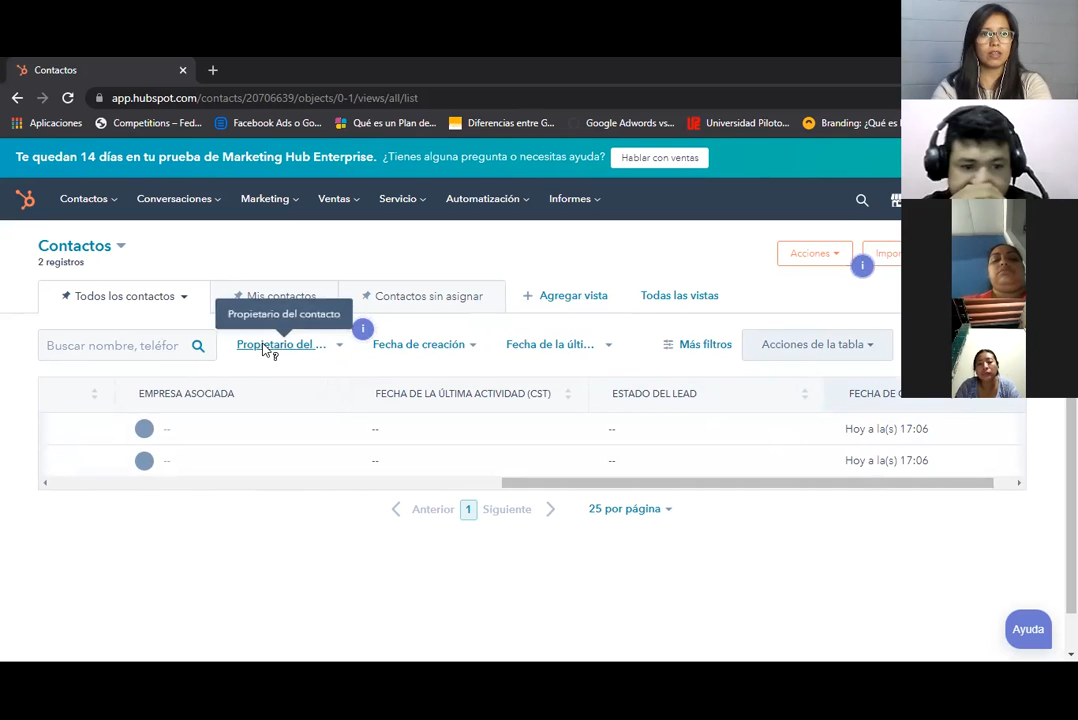 Contactos
app.hubspot.com/contacts/20706639/objects/0-1/views/all/list
Aplicaciones
Competitions – Fed...
Facebook Ads o Go...
Qué es un Plan de...
Diferencias entre G...
Google Adwords vs...
Universidad Piloto...
Branding: ¿Qué es
Te quedan 14 días en tu prueba de Marketing Hub Enterprise. ¿Tienes alguna pregunta o necesitas ayuda? Hablar con ventas
Contactos Conversaciones Marketing Ventas Servicio Automatización Informes
Contactos
2 registros
Acciones
Todos los contactos
Mis contactos
Contactos sin asignar
+ Agregar vista
Todas las vistas
Propietario del contacto
Buscar nombre, teléfor
Propietario del ...
Fecha de creación
Fecha de la últi...
Más filtros
Acciones de la tabla
EMPRESA ASOCIADA
FECHA DE LA ÚLTIMA ACTIVIDAD (CST)
ESTADO DEL LEAD
FECHA DE
-- -- -- Hoy a la(s) 17:06
-- -- -- Hoy a la(s) 17:06
Anterior 1 Siguiente 25 por página
Ayuda